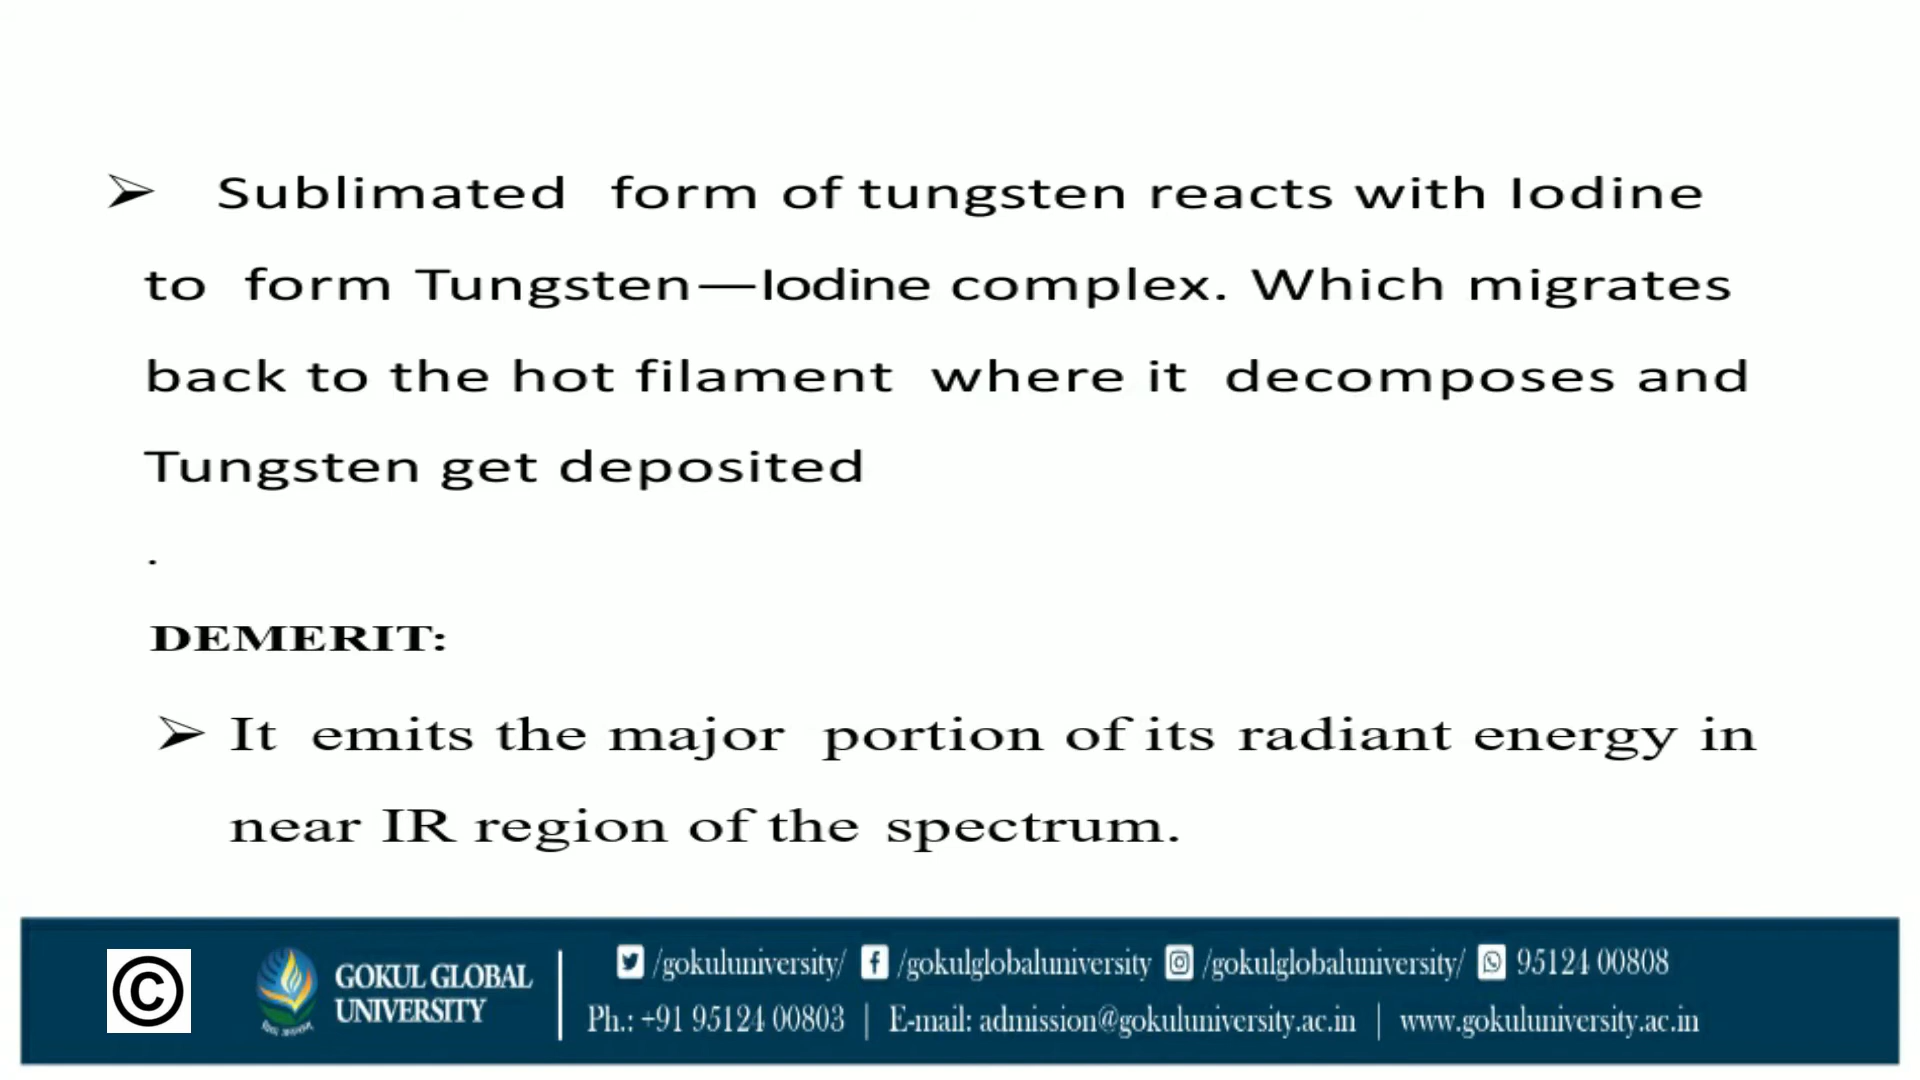 ➢ Sublimated form of tungsten reacts with Iodine
to form Tungsten—Iodine complex. Which migrates
back to the hot filament where it decomposes and
Tungsten get deposited
.
DEMERIT:
➢ It emits the major portion of its radiant energy in
near IR region of the spectrum.
©
GOKUL GLOBAL
UNIVERSITY
/gokuluniversity/ /gokulglobaluniversity /gokulglobaluniversity/ 95124 00808
Ph.: +91 95124 00803 | E-mail: admission@gokuluniversity.ac.in | www.gokuluniversity.ac.in